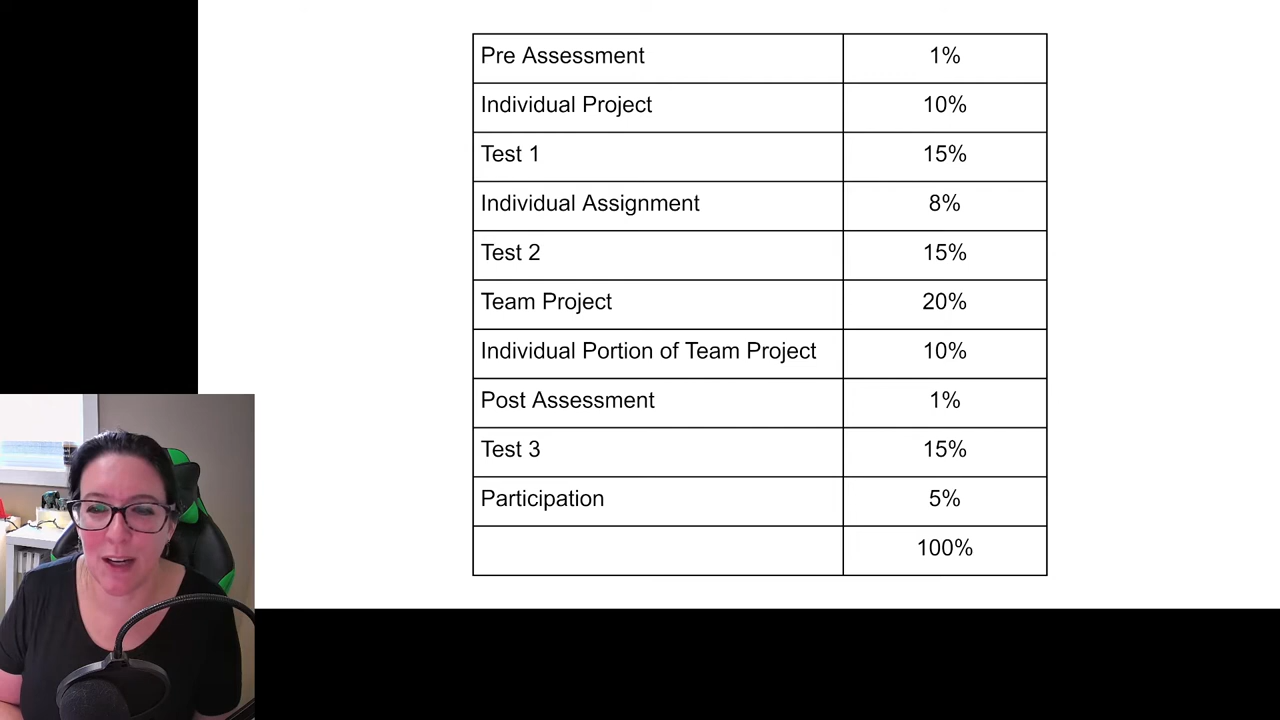 Pre Assessment 1%
Individual Project 10%
Test 1 15%
Individual Assignment 8%
Test 2 15%
Team Project 20%
Individual Portion of Team Project 10%
Post Assessment 1%
Test 3 15%
Participation 5%
100%